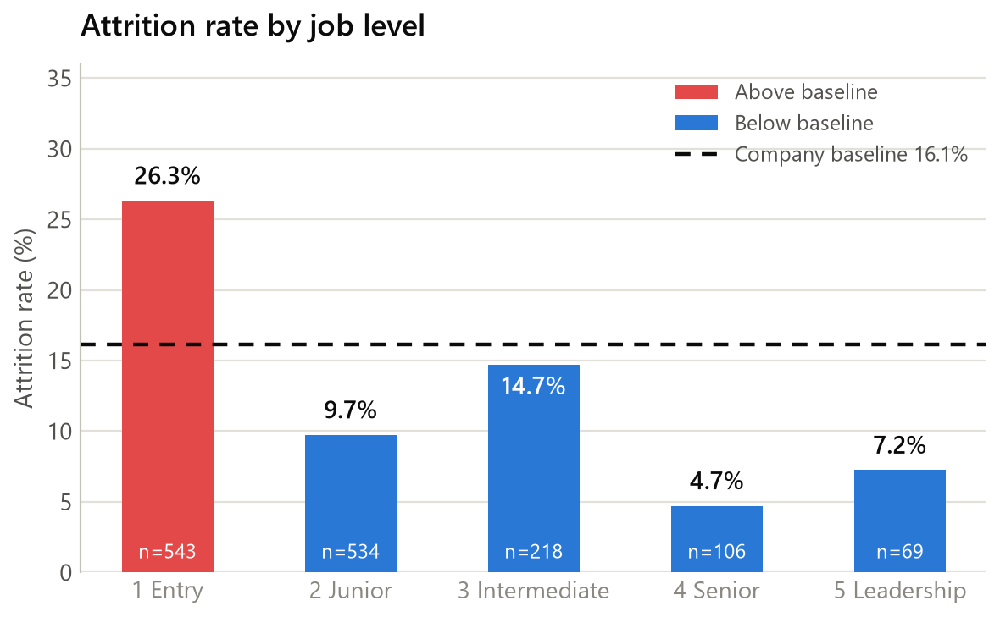 Attrition rate by job level
Above baseline
Below baseline
Company baseline 16.1%
Attrition rate (%)
35
30
25
20
15
10
5
0
26.3%
9.7%
14.7%
4.7%
7.2%
n=543
n=534
n=218
n=106
n=69
1 Entry
2 Junior
3 Intermediate
4 Senior
5 Leadership